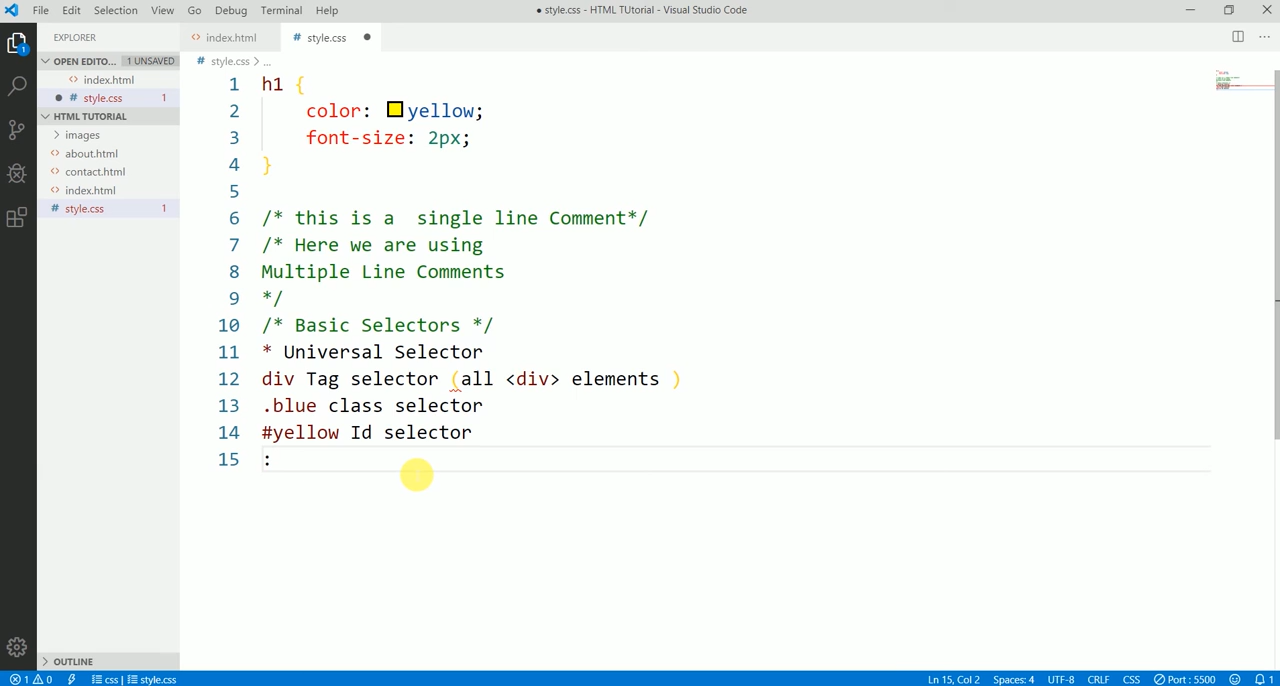 File Edit Selection View Go Debug Terminal Help
● style.css - HTML TUtorial - Visual Studio Code
EXPLORER
OPEN EDITO... 1 UNSAVED
<> index.html
● # style.css 1
HTML TUTORIAL
images
<> about.html
<> contact.html
<> index.html
# style.css 1
OUTLINE
<> index.html # style.css ●
# style.css > ...
1 h1 {
2 color: yellow;
3 font-size: 2px;
4 }
5
6 /* this is a  single line Comment*/
7 /* Here we are using
8 Multiple Line Comments
9 */
10 /* Basic Selectors */
11 * Universal Selector
12 div Tag selector (all <div> elements )
13 .blue class selector
14 #yellow Id selector
15 :
1
1 0 css | style.css Ln 15, Col 2 Spaces: 4 UTF-8 CRLF CSS Port : 5500 1